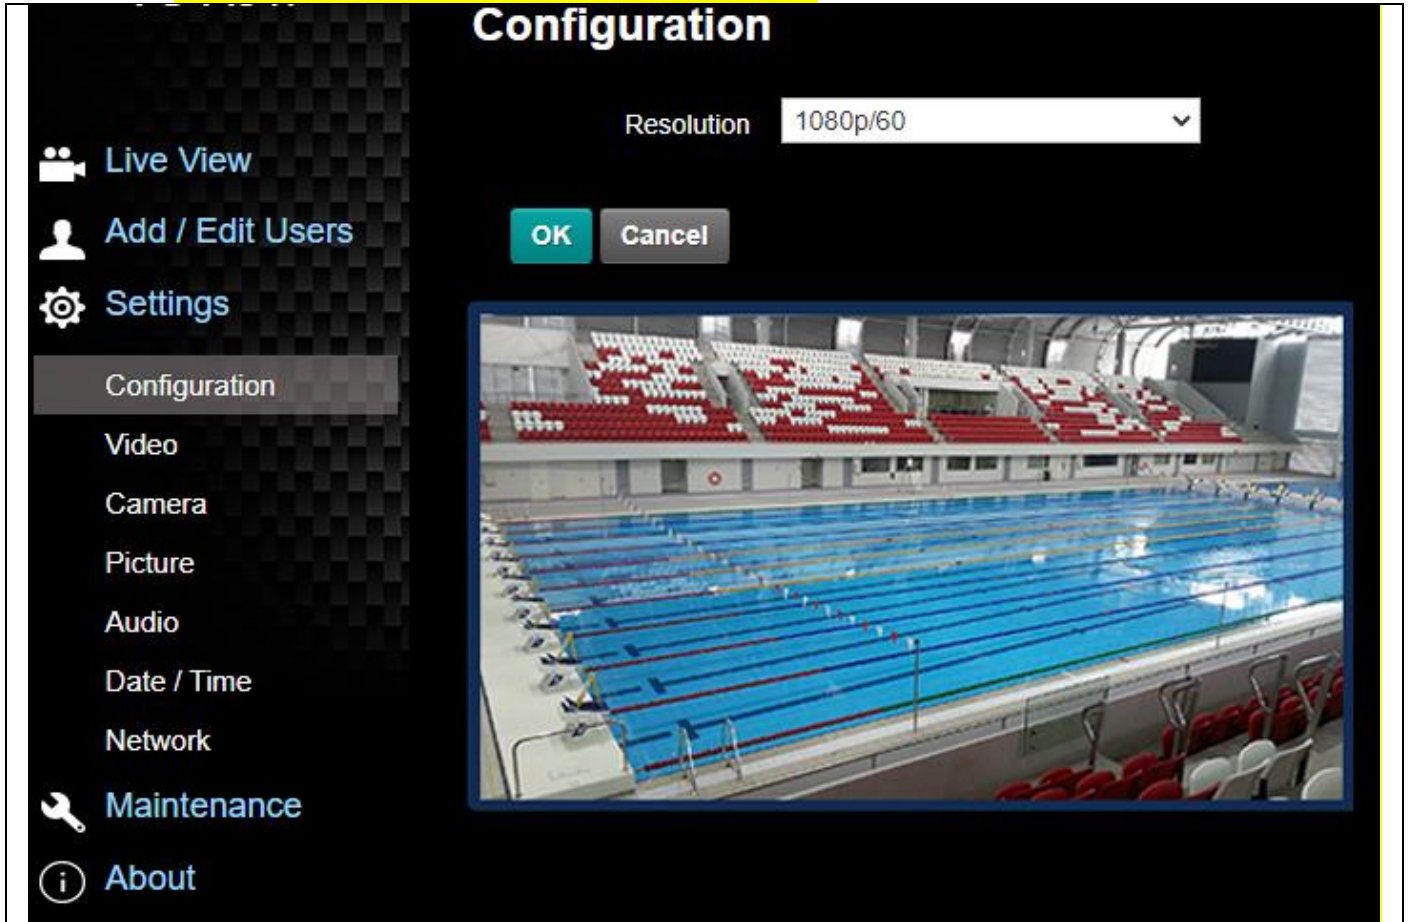 Configuration
Resolution 1080p/60
Live View
Add / Edit Users
OK Cancel
Settings
Configuration
Video
Camera
Picture
Audio
Date / Time
Network
Maintenance
About